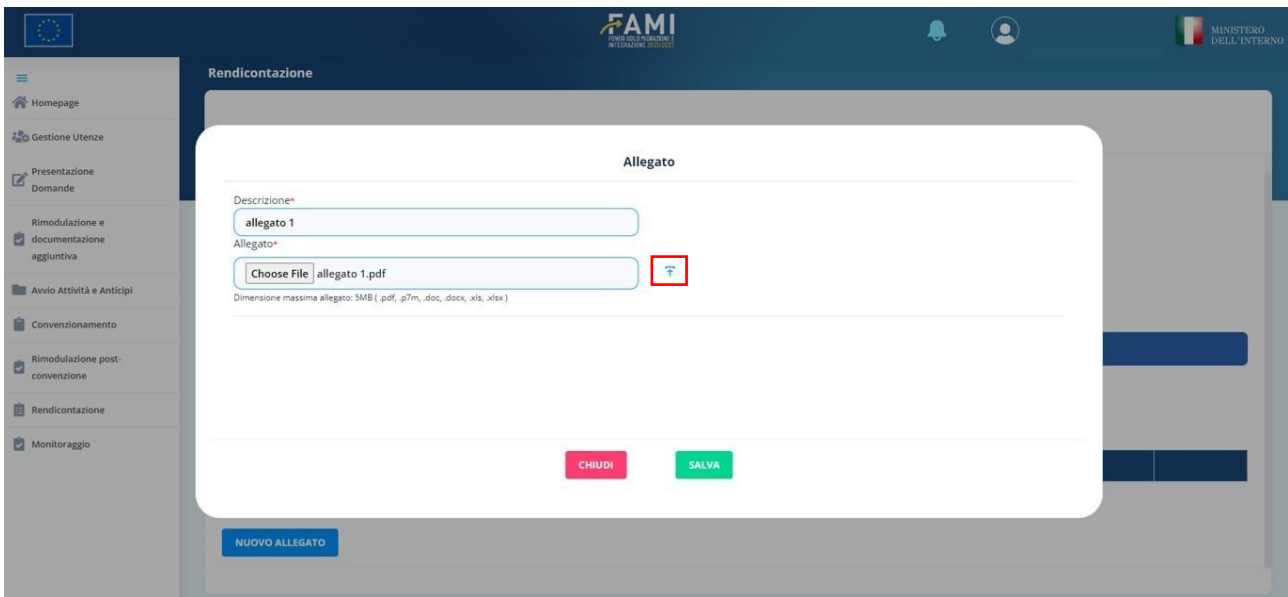 FAMI
FONDO ASILO MIGRAZIONE E
INTEGRAZIONE 2021/2027
MINISTERO
DELL'INTERNO
Rendicontazione
Homepage
Gestione Utenze
Presentazione
Domande
Rimodulazione e
documentazione
aggiuntiva
Avvio Attività e Anticipi
Convenzionamento
Rimodulazione post-
convenzione
Rendicontazione
Monitoraggio
Allegato
Descrizione*
allegato 1
Allegato*
Choose File allegato 1.pdf
Dimensione massima allegato: 5MB ( .pdf, .p7m, .doc, .docx, .xls, .xlsx )
CHIUDI
SALVA
NUOVO ALLEGATO